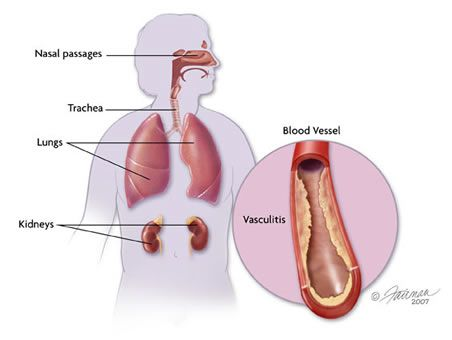 Nasal passages
Trachea
Lungs
Blood Vessel
Vasculitis
Kidneys
©
2007